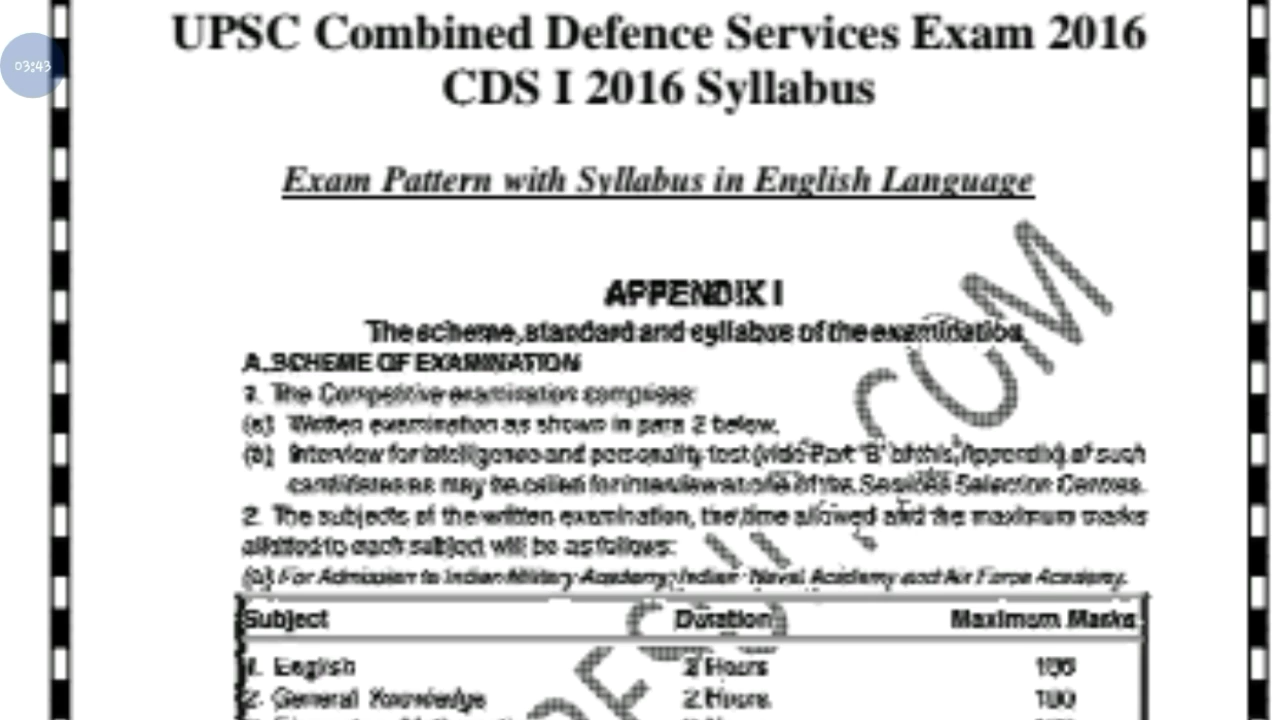 UPSC Combined Defence Services Exam 2016
CDS I 2016 Syllabus
03:43
Exam Pattern with Syllabus in English Language
APPENDIX I
The scheme, standard and syllabus of the examination
A. SCHEME OF EXAMINATION
1. The Competitive examination comprises:
(a) Written examination as shown in para 2 below.
(b) Interview for intelligence and personality test (vide Part 'B' of this Appendix) of such
candidates as may be called for interview at one of the Services Selection Centres.
2. The subjects of the written examination, the time allowed and the maximum marks
allotted to each subject will be as follows:
(a) For Admission to Indian Military Academy, Indian Naval Academy and Air Force Academy.
Subject Duration Maximum Marks
1. English 2 Hours 100
2. General Knowledge 2 Hours 100